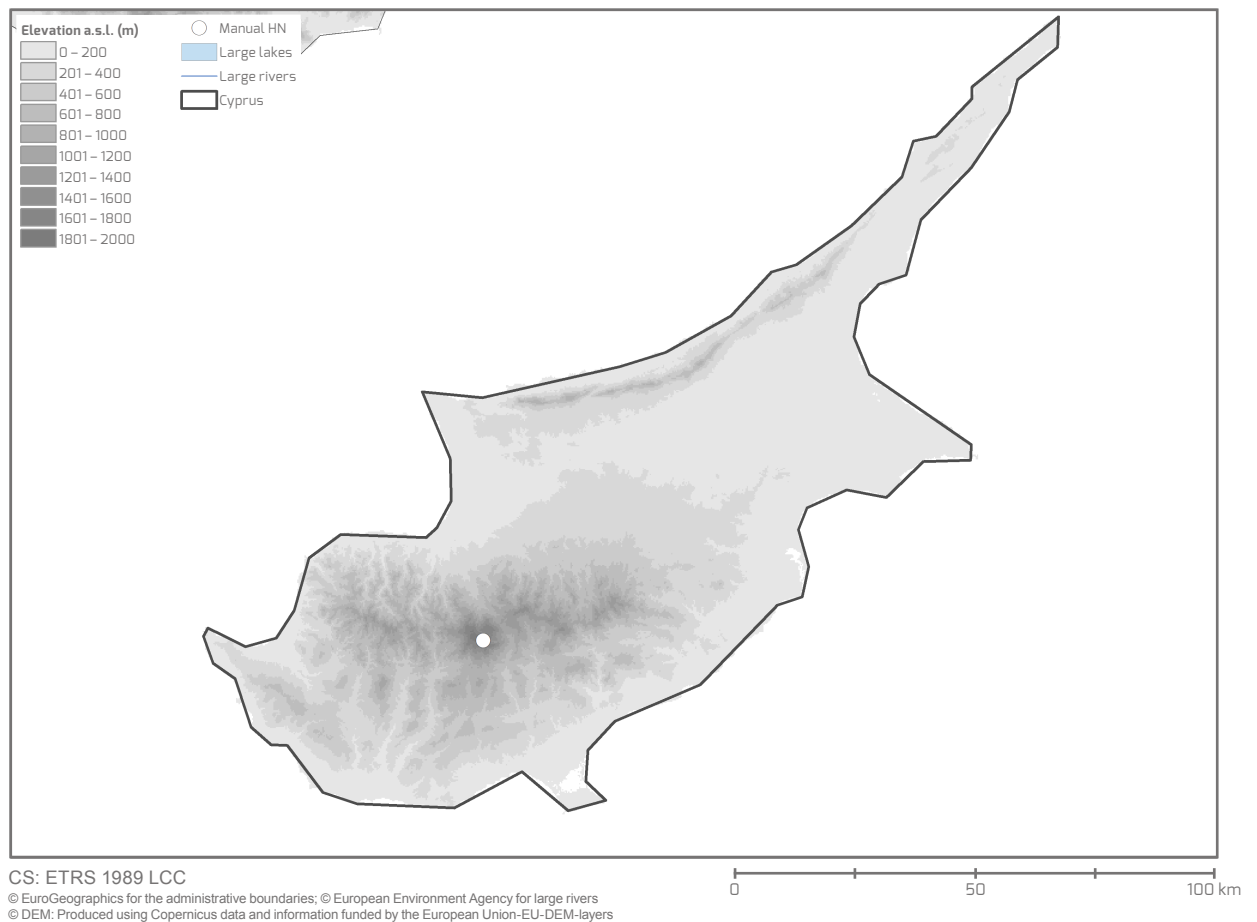 Elevation a.s.l. (m)
0 – 200
201 – 400
401 – 600
601 – 800
801 – 1000
1001 – 1200
1201 – 1400
1401 – 1600
1601 – 1800
1801 – 2000
Manual HN
Large lakes
Large rivers
Cyprus
CS: ETRS 1989 LCC
© EuroGeographics for the administrative boundaries; © European Environment Agency for large rivers
© DEM: Produced using Copernicus data and information funded by the European Union-EU-DEM-layers
0 50 100 km